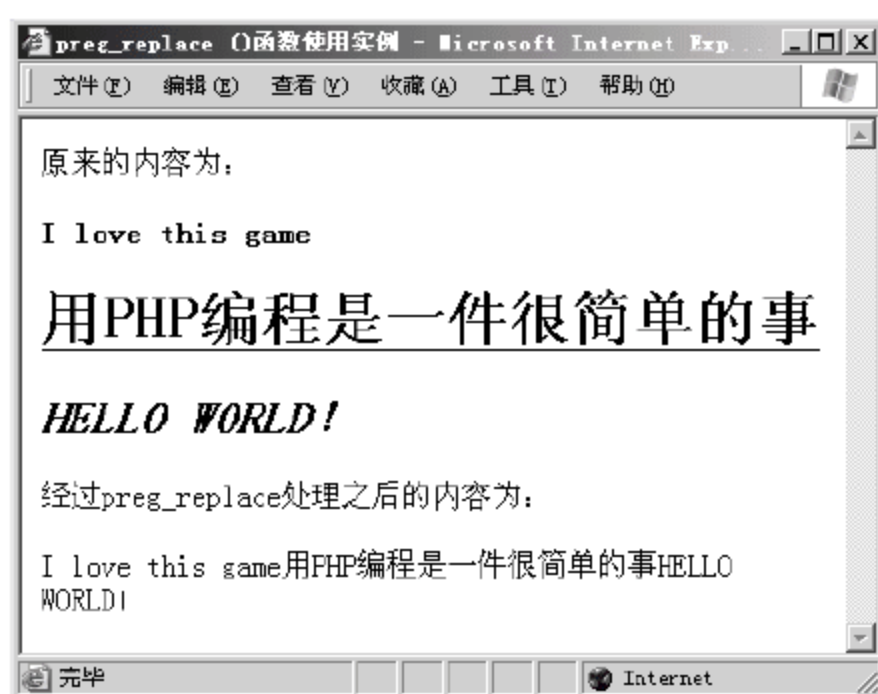 preg_replace ()函数使用实例 - Microsoft Internet Exp...
文件(F) 编辑(E) 查看(V) 收藏(A) 工具(T) 帮助(H)
原来的内容为:
I love this game
用PHP编程是一件很简单的事
HELLO WORLD!
经过preg_replace处理之后的内容为:
I love this game用PHP编程是一件很简单的事HELLO
WORLD!
完毕 Internet